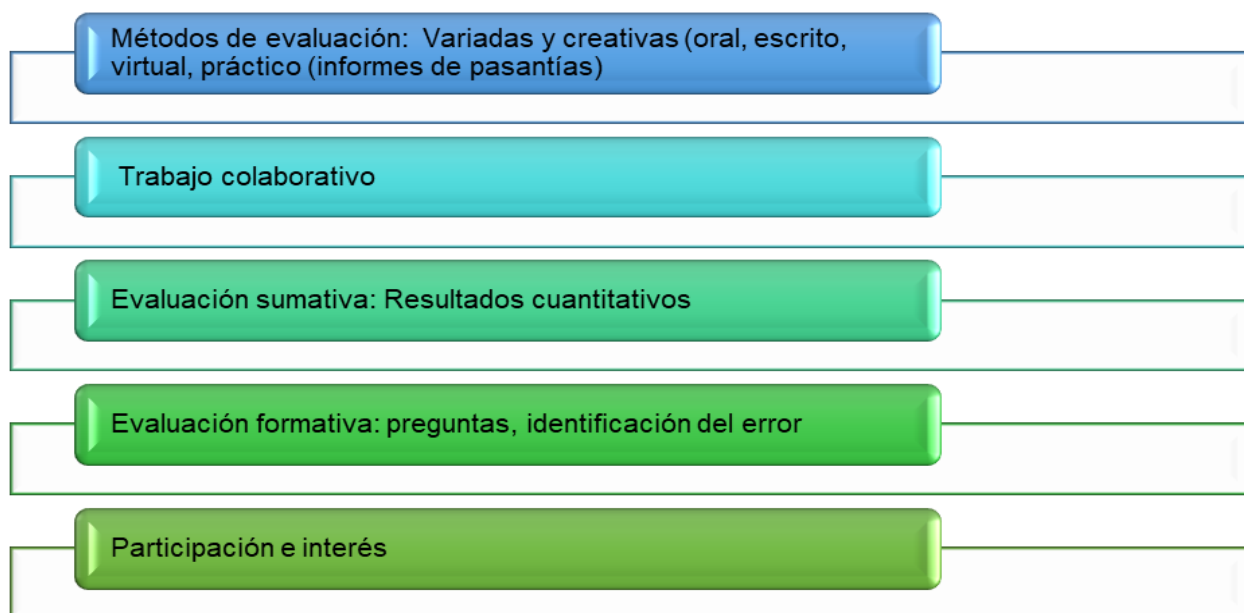 Métodos de evaluación: Variadas y creativas (oral, escrito,
virtual, práctico (informes de pasantías)
Trabajo colaborativo
Evaluación sumativa: Resultados cuantitativos
Evaluación formativa: preguntas, identificación del error
Participación e interés